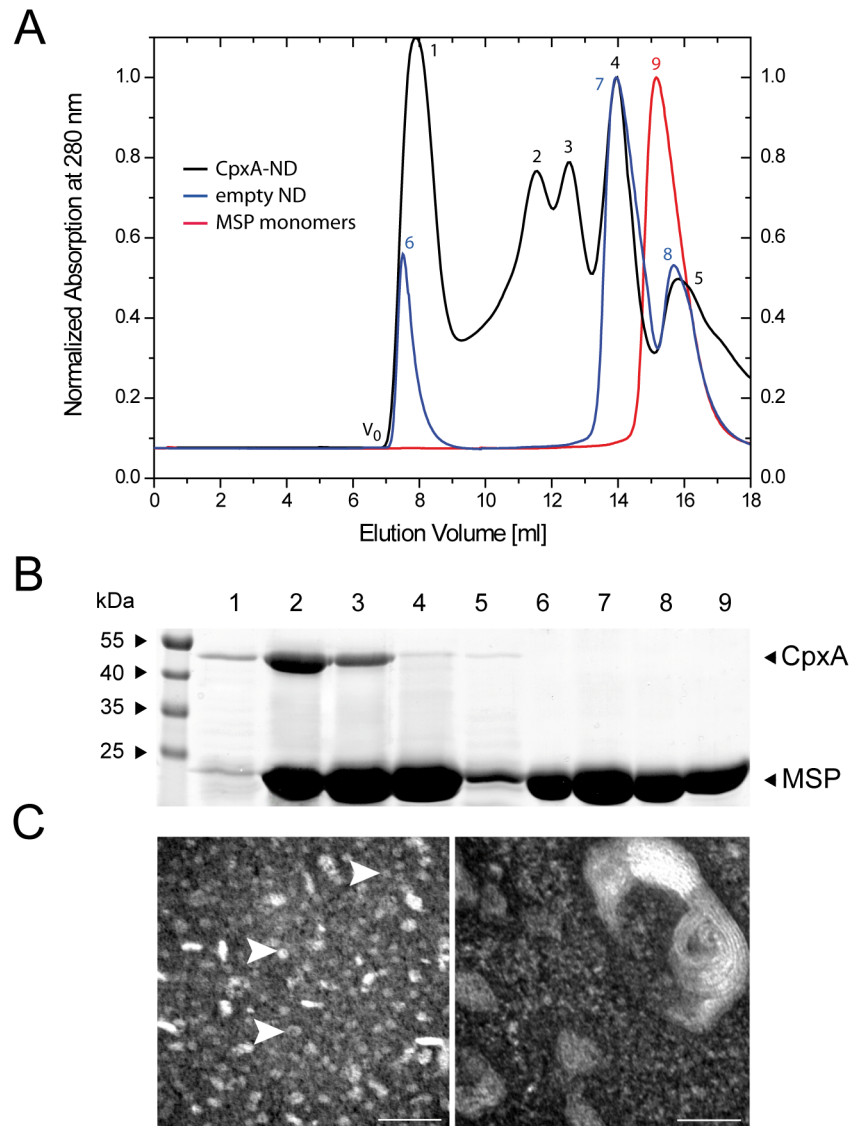 A
Normalized Absorption at 280 nm
1.0
0.8
0.6
0.4
0.2
0.0
1.0
0.8
0.6
0.4
0.2
0.0
1
2
3
4
5
6
7
8
9
CpxA-ND
empty ND
MSP monomers
V0
0 2 4 6 8 10 12 14 16 18
Elution Volume [ml]
B
kDa 1 2 3 4 5 6 7 8 9
55
40
35
25
CpxA
MSP
C